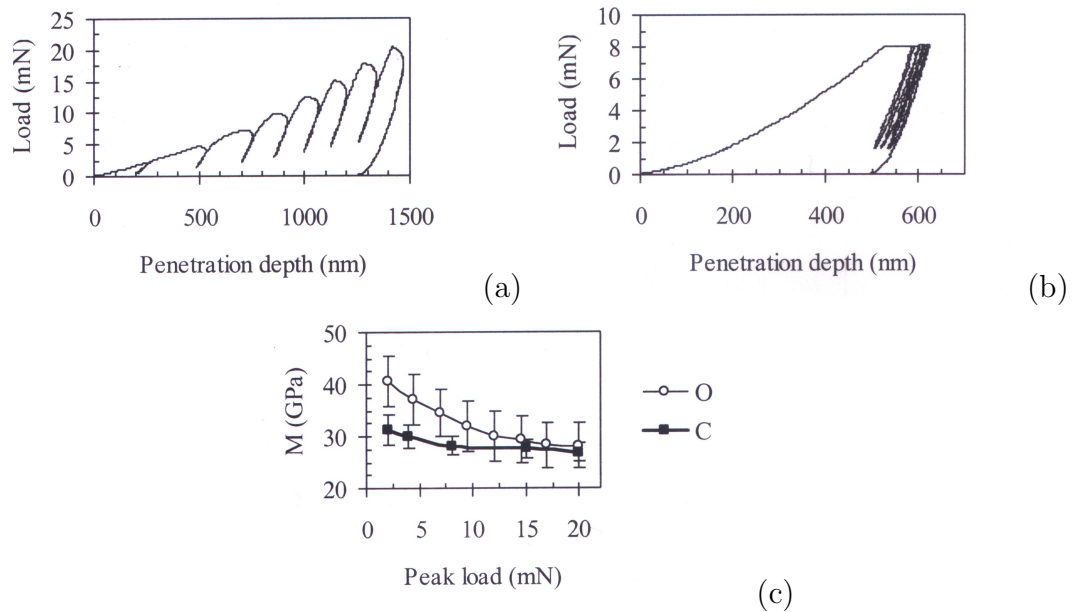 25
20
15
10
5
0
Load (mN)
0 500 1000 1500
Penetration depth (nm)
(a)
10
8
6
4
2
0
Load (mN)
0 200 400 600
Penetration depth (nm)
(b)
50
40
30
20
M (GPa)
0 5 10 15 20
Peak load (mN)
O
C
(c)